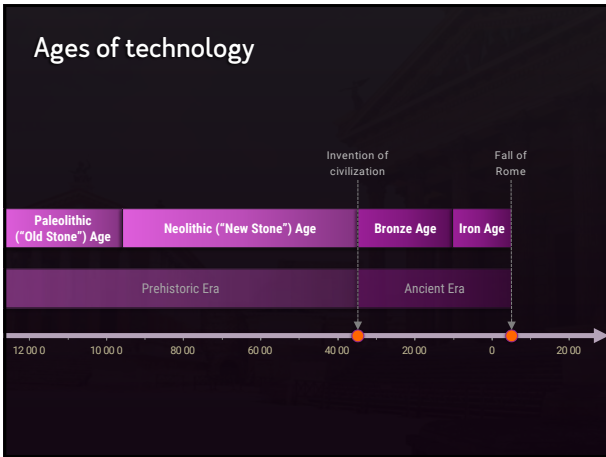 Ages of technology
Invention of
civilization
Fall of
Rome
Paleolithic
(“Old Stone”) Age
Neolithic (“New Stone”) Age
Bronze Age
Iron Age
Prehistoric Era
Ancient Era
12 00 0
10 00 0
80 00
60 00
40 00
20 00
0
20 00